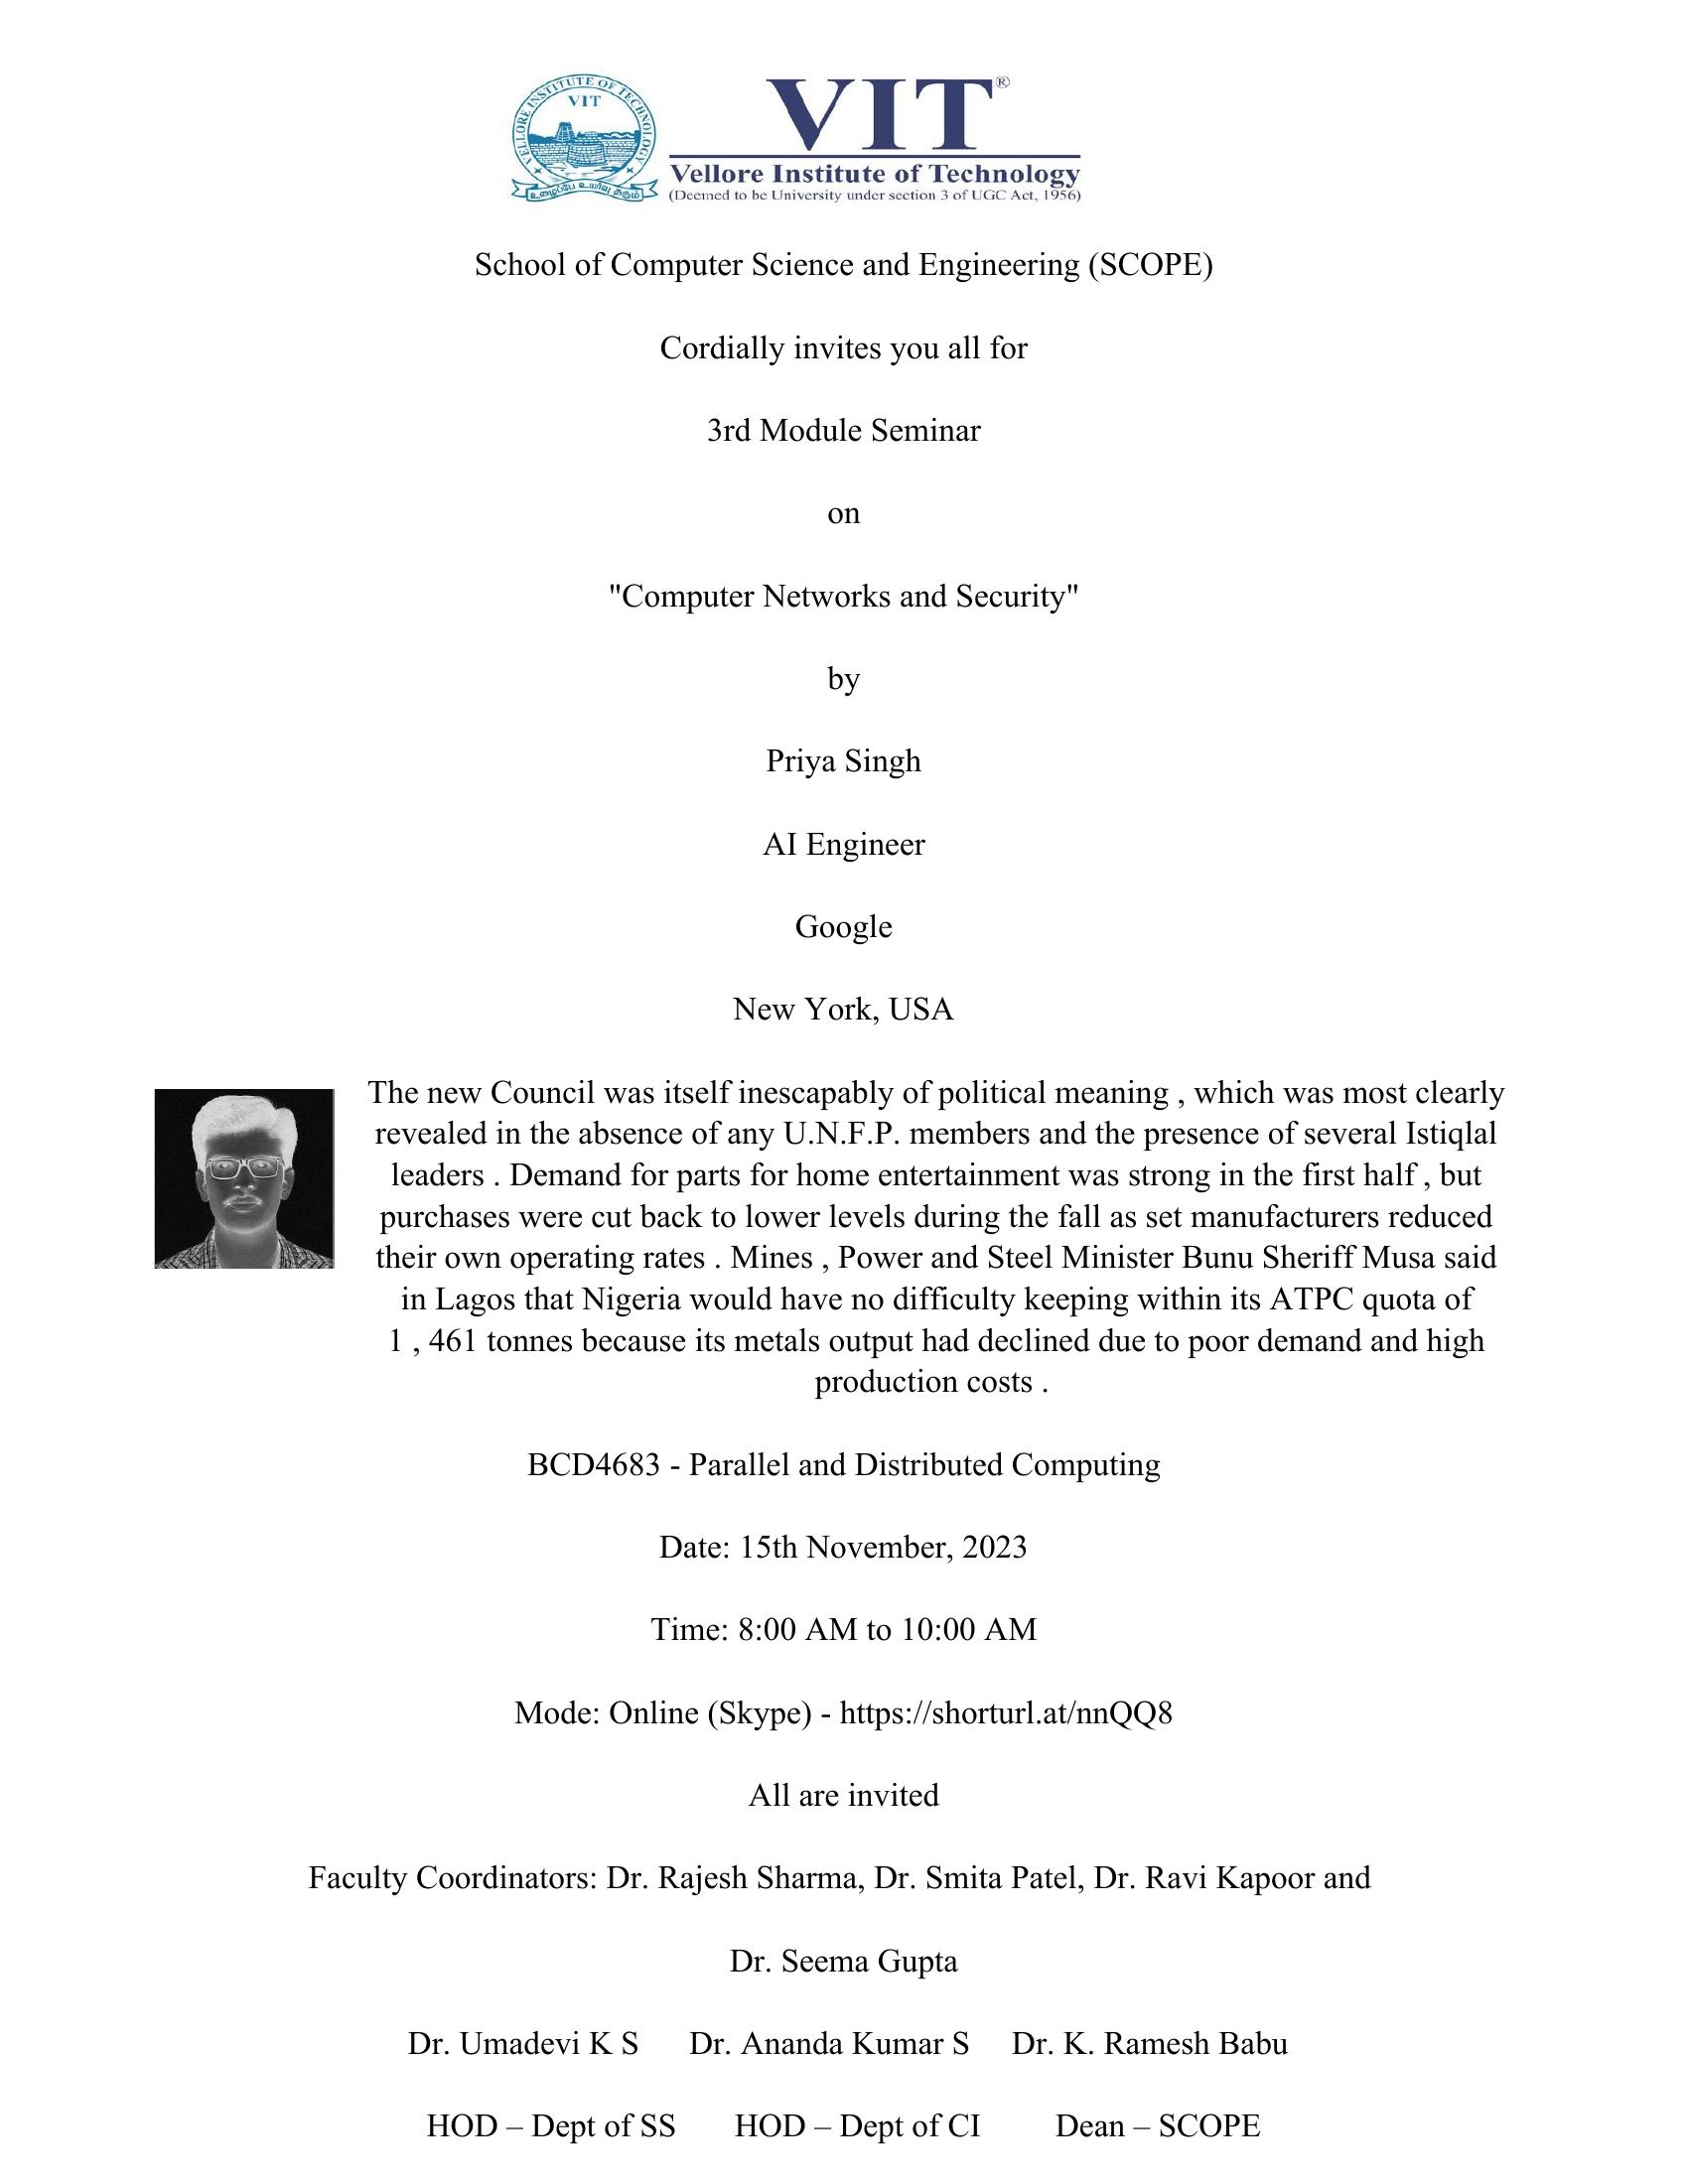 VELLORE INSTITUTE OF TECHNOLOGY
VIT
உழைப்பே உயர்வு தரும்
VIT®
Vellore Institute of Technology
(Deemed to be University under section 3 of UGC Act, 1956)
School of Computer Science and Engineering (SCOPE)
Cordially invites you all for
3rd Module Seminar
on
"Computer Networks and Security"
by
Priya Singh
AI Engineer
Google
New York, USA
The new Council was itself inescapably of political meaning , which was most clearly
revealed in the absence of any U.N.F.P. members and the presence of several Istiqlal
leaders . Demand for parts for home entertainment was strong in the first half , but
purchases were cut back to lower levels during the fall as set manufacturers reduced
their own operating rates . Mines , Power and Steel Minister Bunu Sheriff Musa said
in Lagos that Nigeria would have no difficulty keeping within its ATPC quota of
1 , 461 tonnes because its metals output had declined due to poor demand and high
production costs .
BCD4683 - Parallel and Distributed Computing
Date: 15th November, 2023
Time: 8:00 AM to 10:00 AM
Mode: Online (Skype) - https://shorturl.at/nnQQ8
All are invited
Faculty Coordinators: Dr. Rajesh Sharma, Dr. Smita Patel, Dr. Ravi Kapoor and
Dr. Seema Gupta
Dr. Umadevi K S Dr. Ananda Kumar S Dr. K. Ramesh Babu
HOD – Dept of SS HOD – Dept of CI Dean – SCOPE